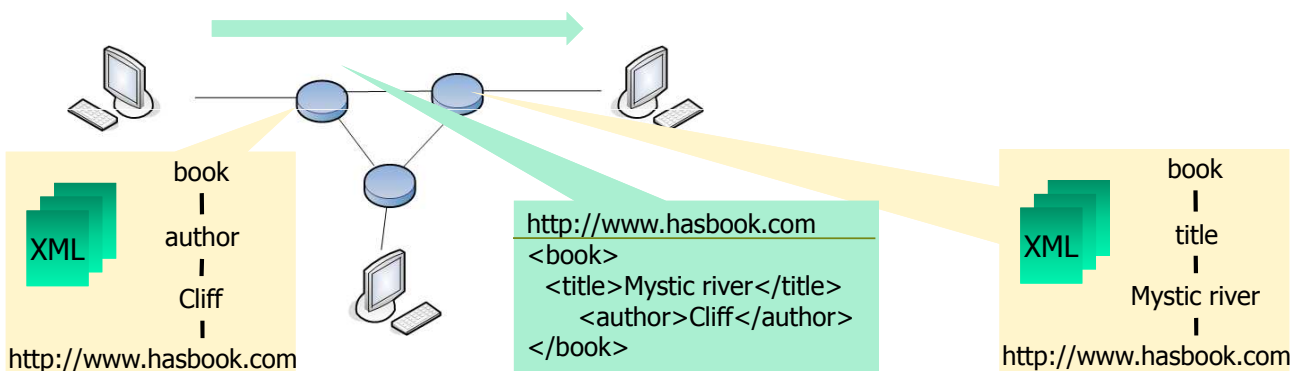 book
XML
author
Cliff
http://www.hasbook.com
http://www.hasbook.com
<book>
<title>Mystic river</title>
<author>Cliff</author>
</book>
book
XML
title
Mystic river
http://www.hasbook.com